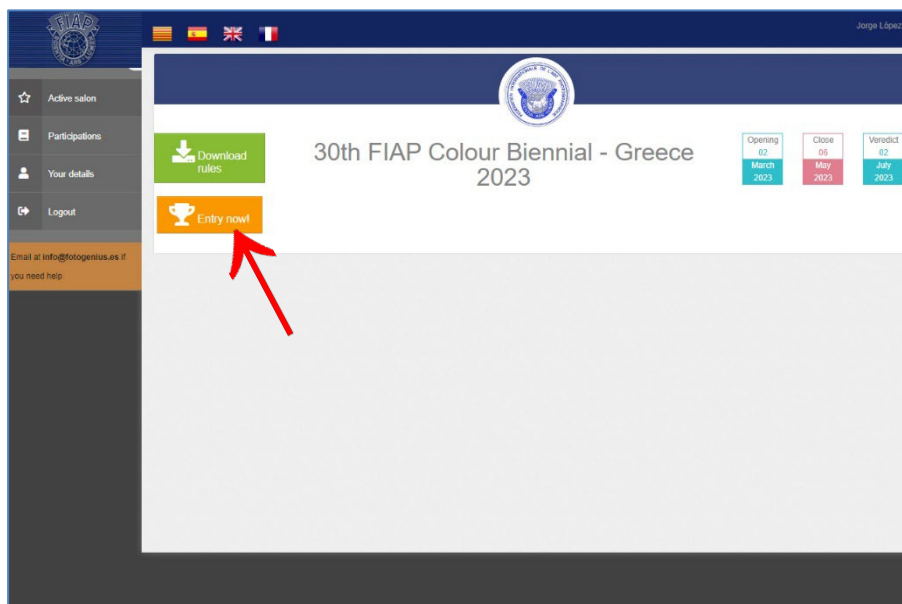 FIAP
Jorge López
Active salon
Participations
Your details
Logout
Email at info@fotogenius.es if
you need help
Download
rules
Entry now!
30th FIAP Colour Biennial - Greece
2023
Opening
02
March
2023
Close
06
May
2023
Veredict
02
July
2023